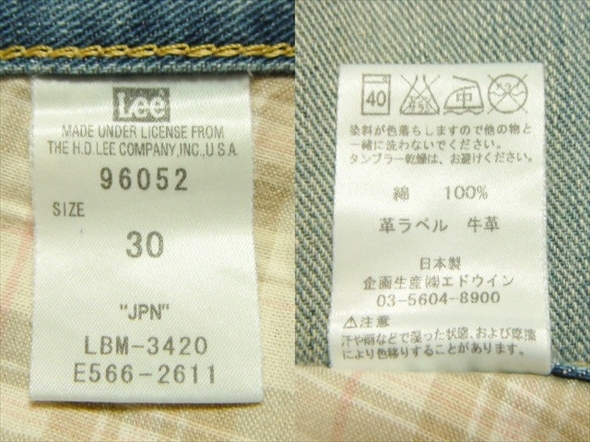 Lee
MADE UNDER LICENSE FROM
THE H.D.LEE COMPANY,INC.,U.S.A.
96052
SIZE
30
"JPN"
LBM-3420
E566-2611
40
中
染料が色落ちしますので他の物と
一緒に洗わないでください。
タンブラー乾燥は、お避けください。
綿 100%
革ラベル 牛革
日本製
企画生産㈱エドウイン
03-5604-8900
⚠注意
汗や雨などで湿った状態、および摩擦
により色移りすることがあります。